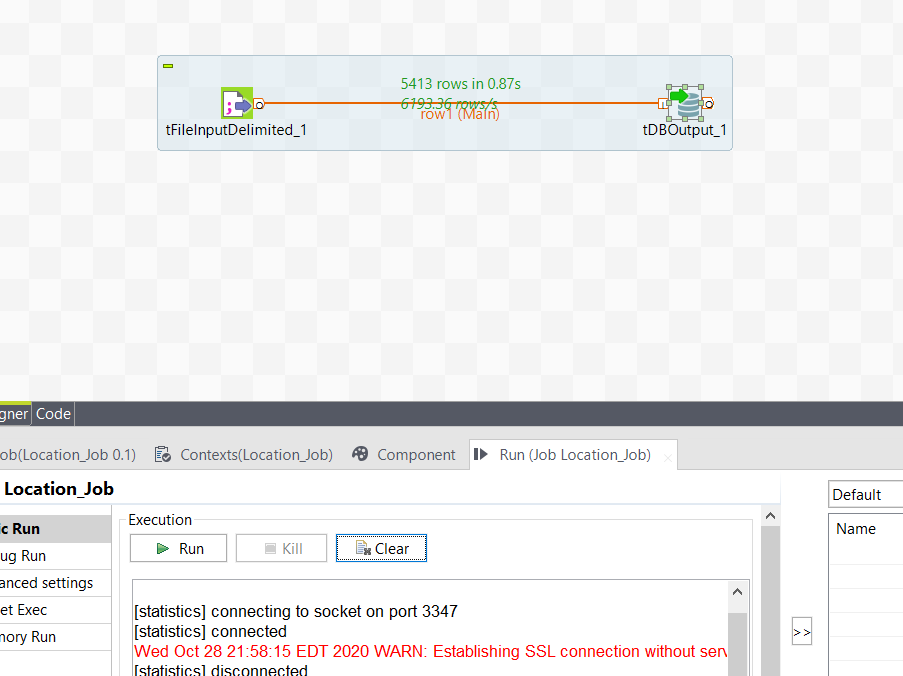 5413 rows in 0.87s
6193.36 rows/s
row1 (Main)
tFileInputDelimited_1
tDBOutput_1
gner
Code
ob(Location_Job 0.1)
Contexts(Location_Job)
Component
Run (Job Location_Job)
Location_Job
Default
ic Run
Execution
Name
ug Run
Run
Kill
Clear
anced settings
et Exec
[statistics] connecting to socket on port 3347
mory Run
[statistics] connected
>>
Wed Oct 28 21:58:15 EDT 2020 WARN: Establishing SSL connection without serv
[statistics] disconnected